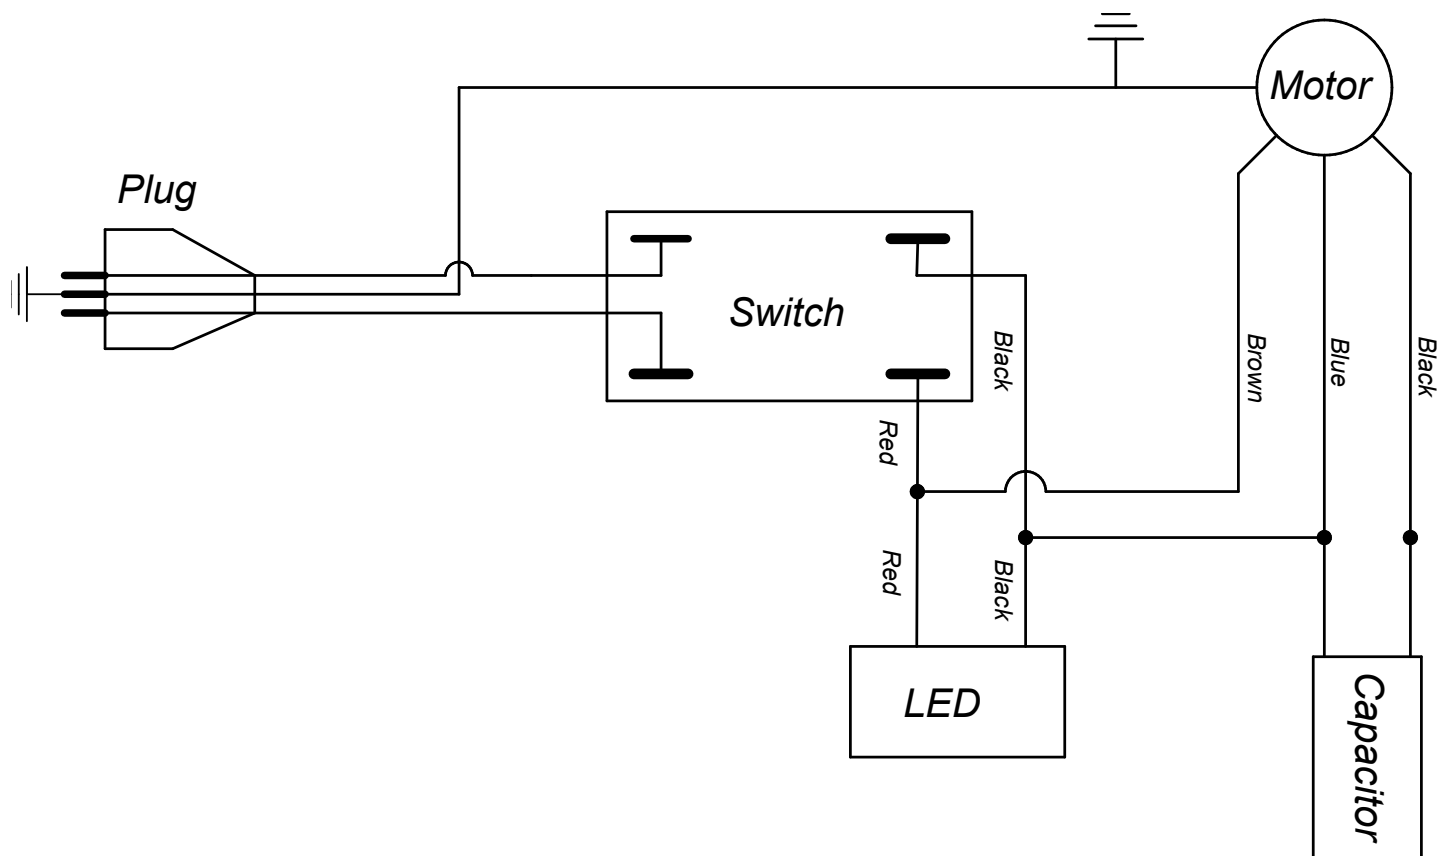 Motor
Plug
Switch
Black
Brown
Blue
Black
Red
Red
Black
LED
Capacitor